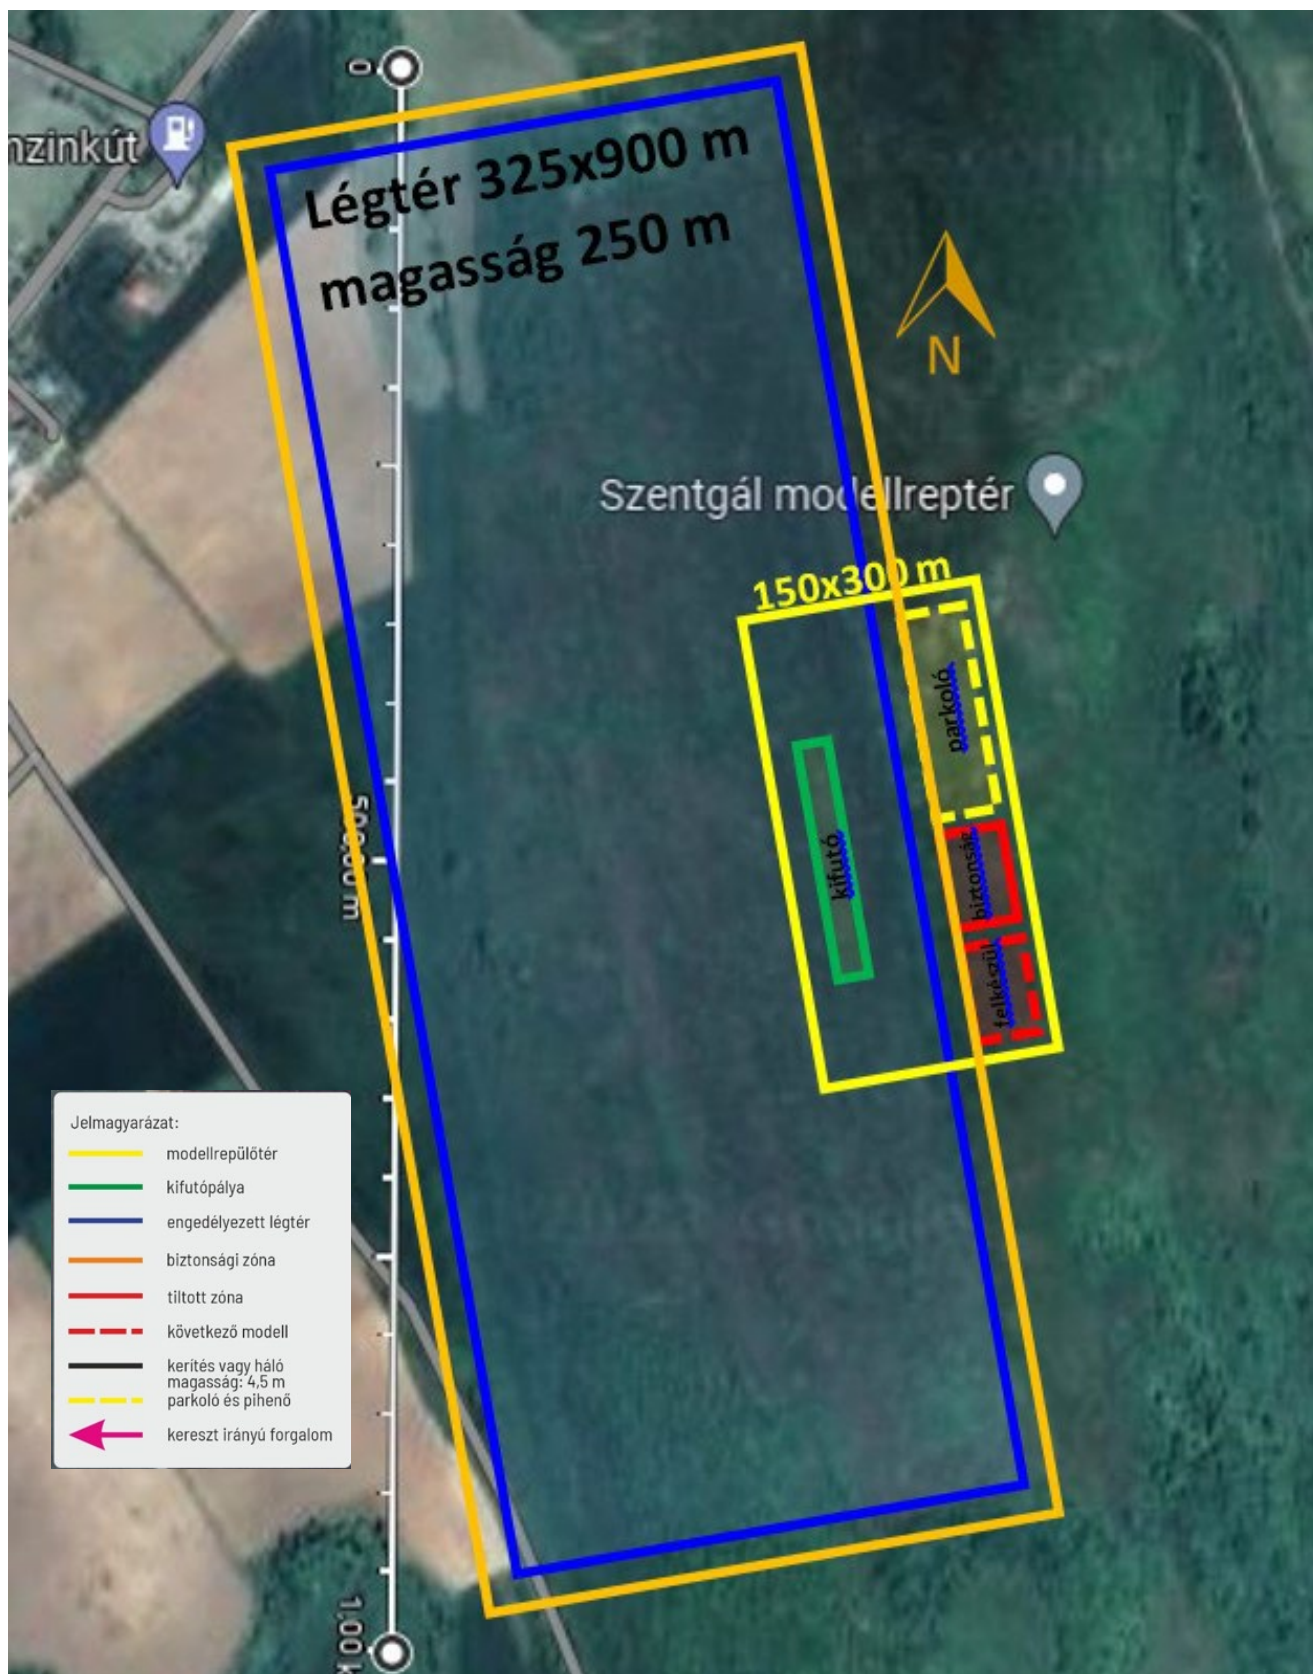 0
nzinkút
Légtér 325x900 m
magasság 250 m
N
Szentgál modellreptér
150x300 m
parkoló
kifutó
biztonság
felkészül
500,00 m
Jelmagyarázat:
modellrepülőtér
kifutópálya
engedélyezett légtér
biztonsági zóna
tiltott zóna
következő modell
kerítés vagy háló
magasság: 4,5 m
parkoló és pihenő
kereszt irányú forgalom
1,00 k